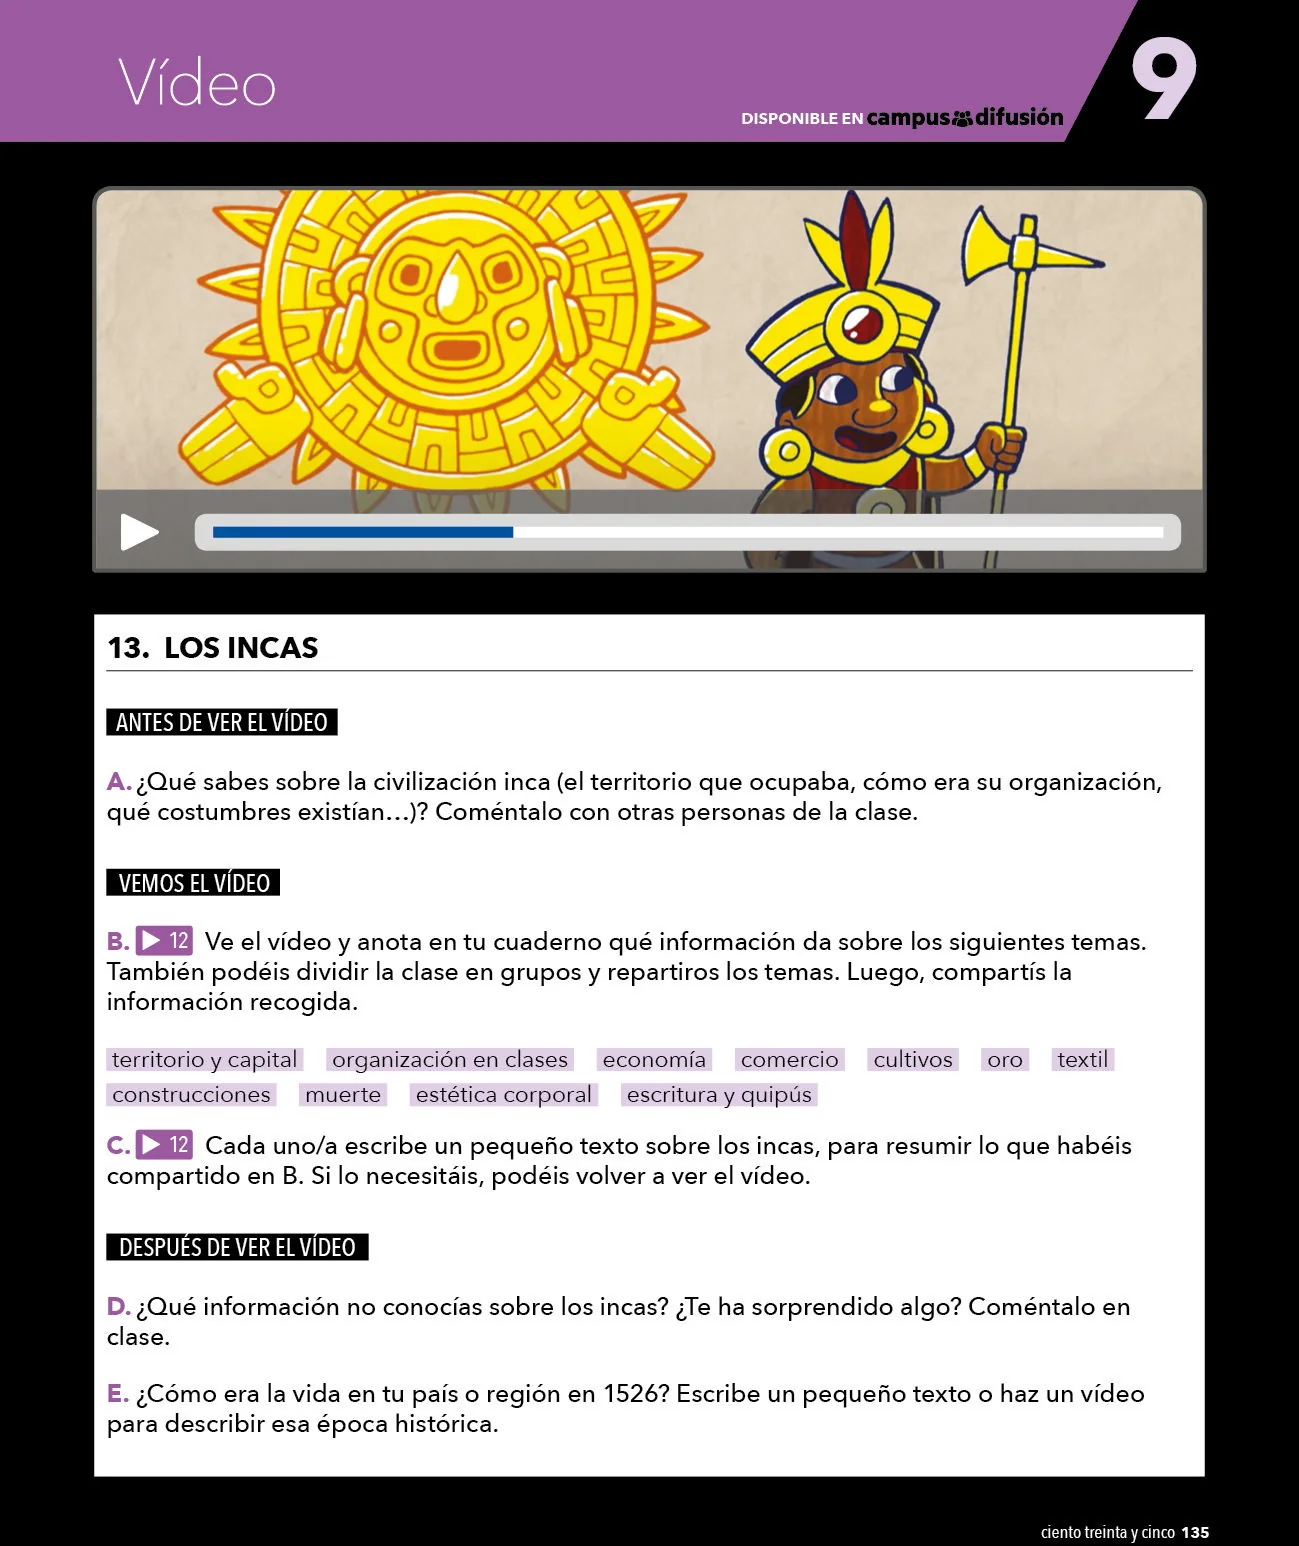 Vídeo
DISPONIBLE EN campus difusión
9
13. LOS INCAS
ANTES DE VER EL VÍDEO
A. ¿Qué sabes sobre la civilización inca (el territorio que ocupaba, cómo era su organización,
qué costumbres existían...)? Coméntalo con otras personas de la clase.
VEMOS EL VÍDEO
B. 12 Ve el vídeo y anota en tu cuaderno qué información da sobre los siguientes temas.
También podéis dividir la clase en grupos y repartiros los temas. Luego, compartís la
información recogida.
territorio y capital organización en clases economía comercio cultivos oro textil
construcciones muerte estética corporal escritura y quipús
C. 12 Cada uno/a escribe un pequeño texto sobre los incas, para resumir lo que habéis
compartido en B. Si lo necesitáis, podéis volver a ver el vídeo.
DESPUÉS DE VER EL VÍDEO
D. ¿Qué información no conocías sobre los incas? ¿Te ha sorprendido algo? Coméntalo en
clase.
E. ¿Cómo era la vida en tu país o región en 1526? Escribe un pequeño texto o haz un vídeo
para describir esa época histórica.
ciento treinta y cinco 135